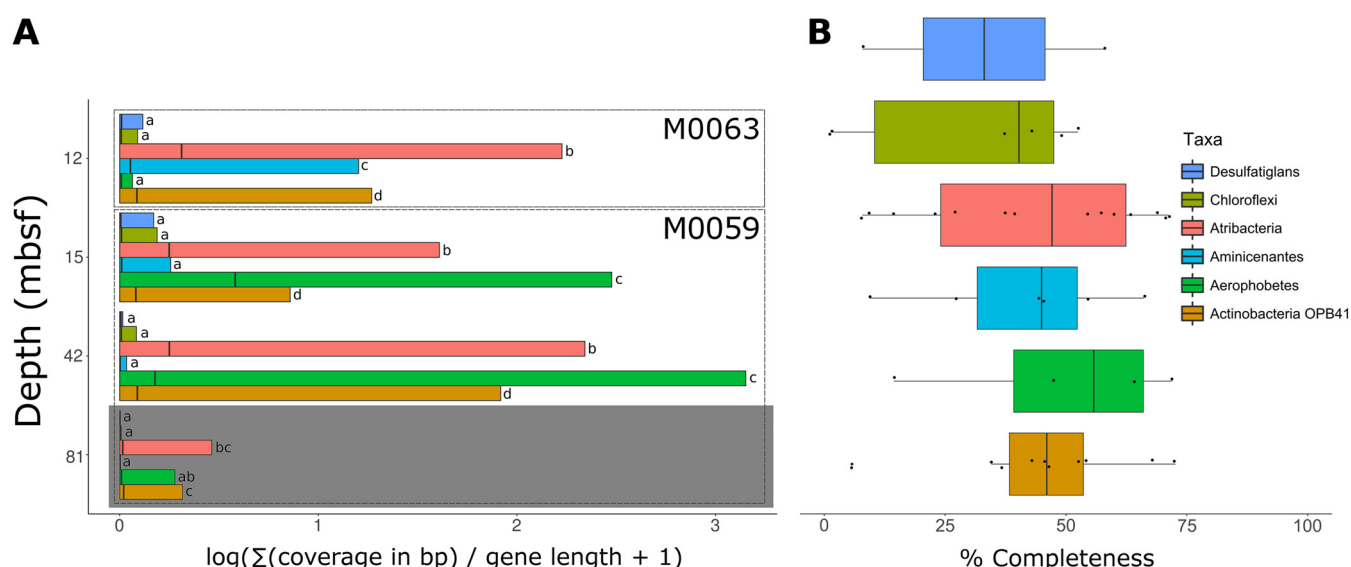 A
B
M0063
a
a
b
c
a
d
M0059
a
a
b
a
c
d
a
a
b
a
c
d
a
a
bc
a
ab
c
12
15
42
81
Depth (mbsf)
0 1 2 3
log(Σ(coverage in bp) / gene length + 1)
Taxa
Desulfatiglans
Chloroflexi
Atribacteria
Aminicenantes
Aerophobetes
Actinobacteria OPB41
0 25 50 75 100
% Completeness